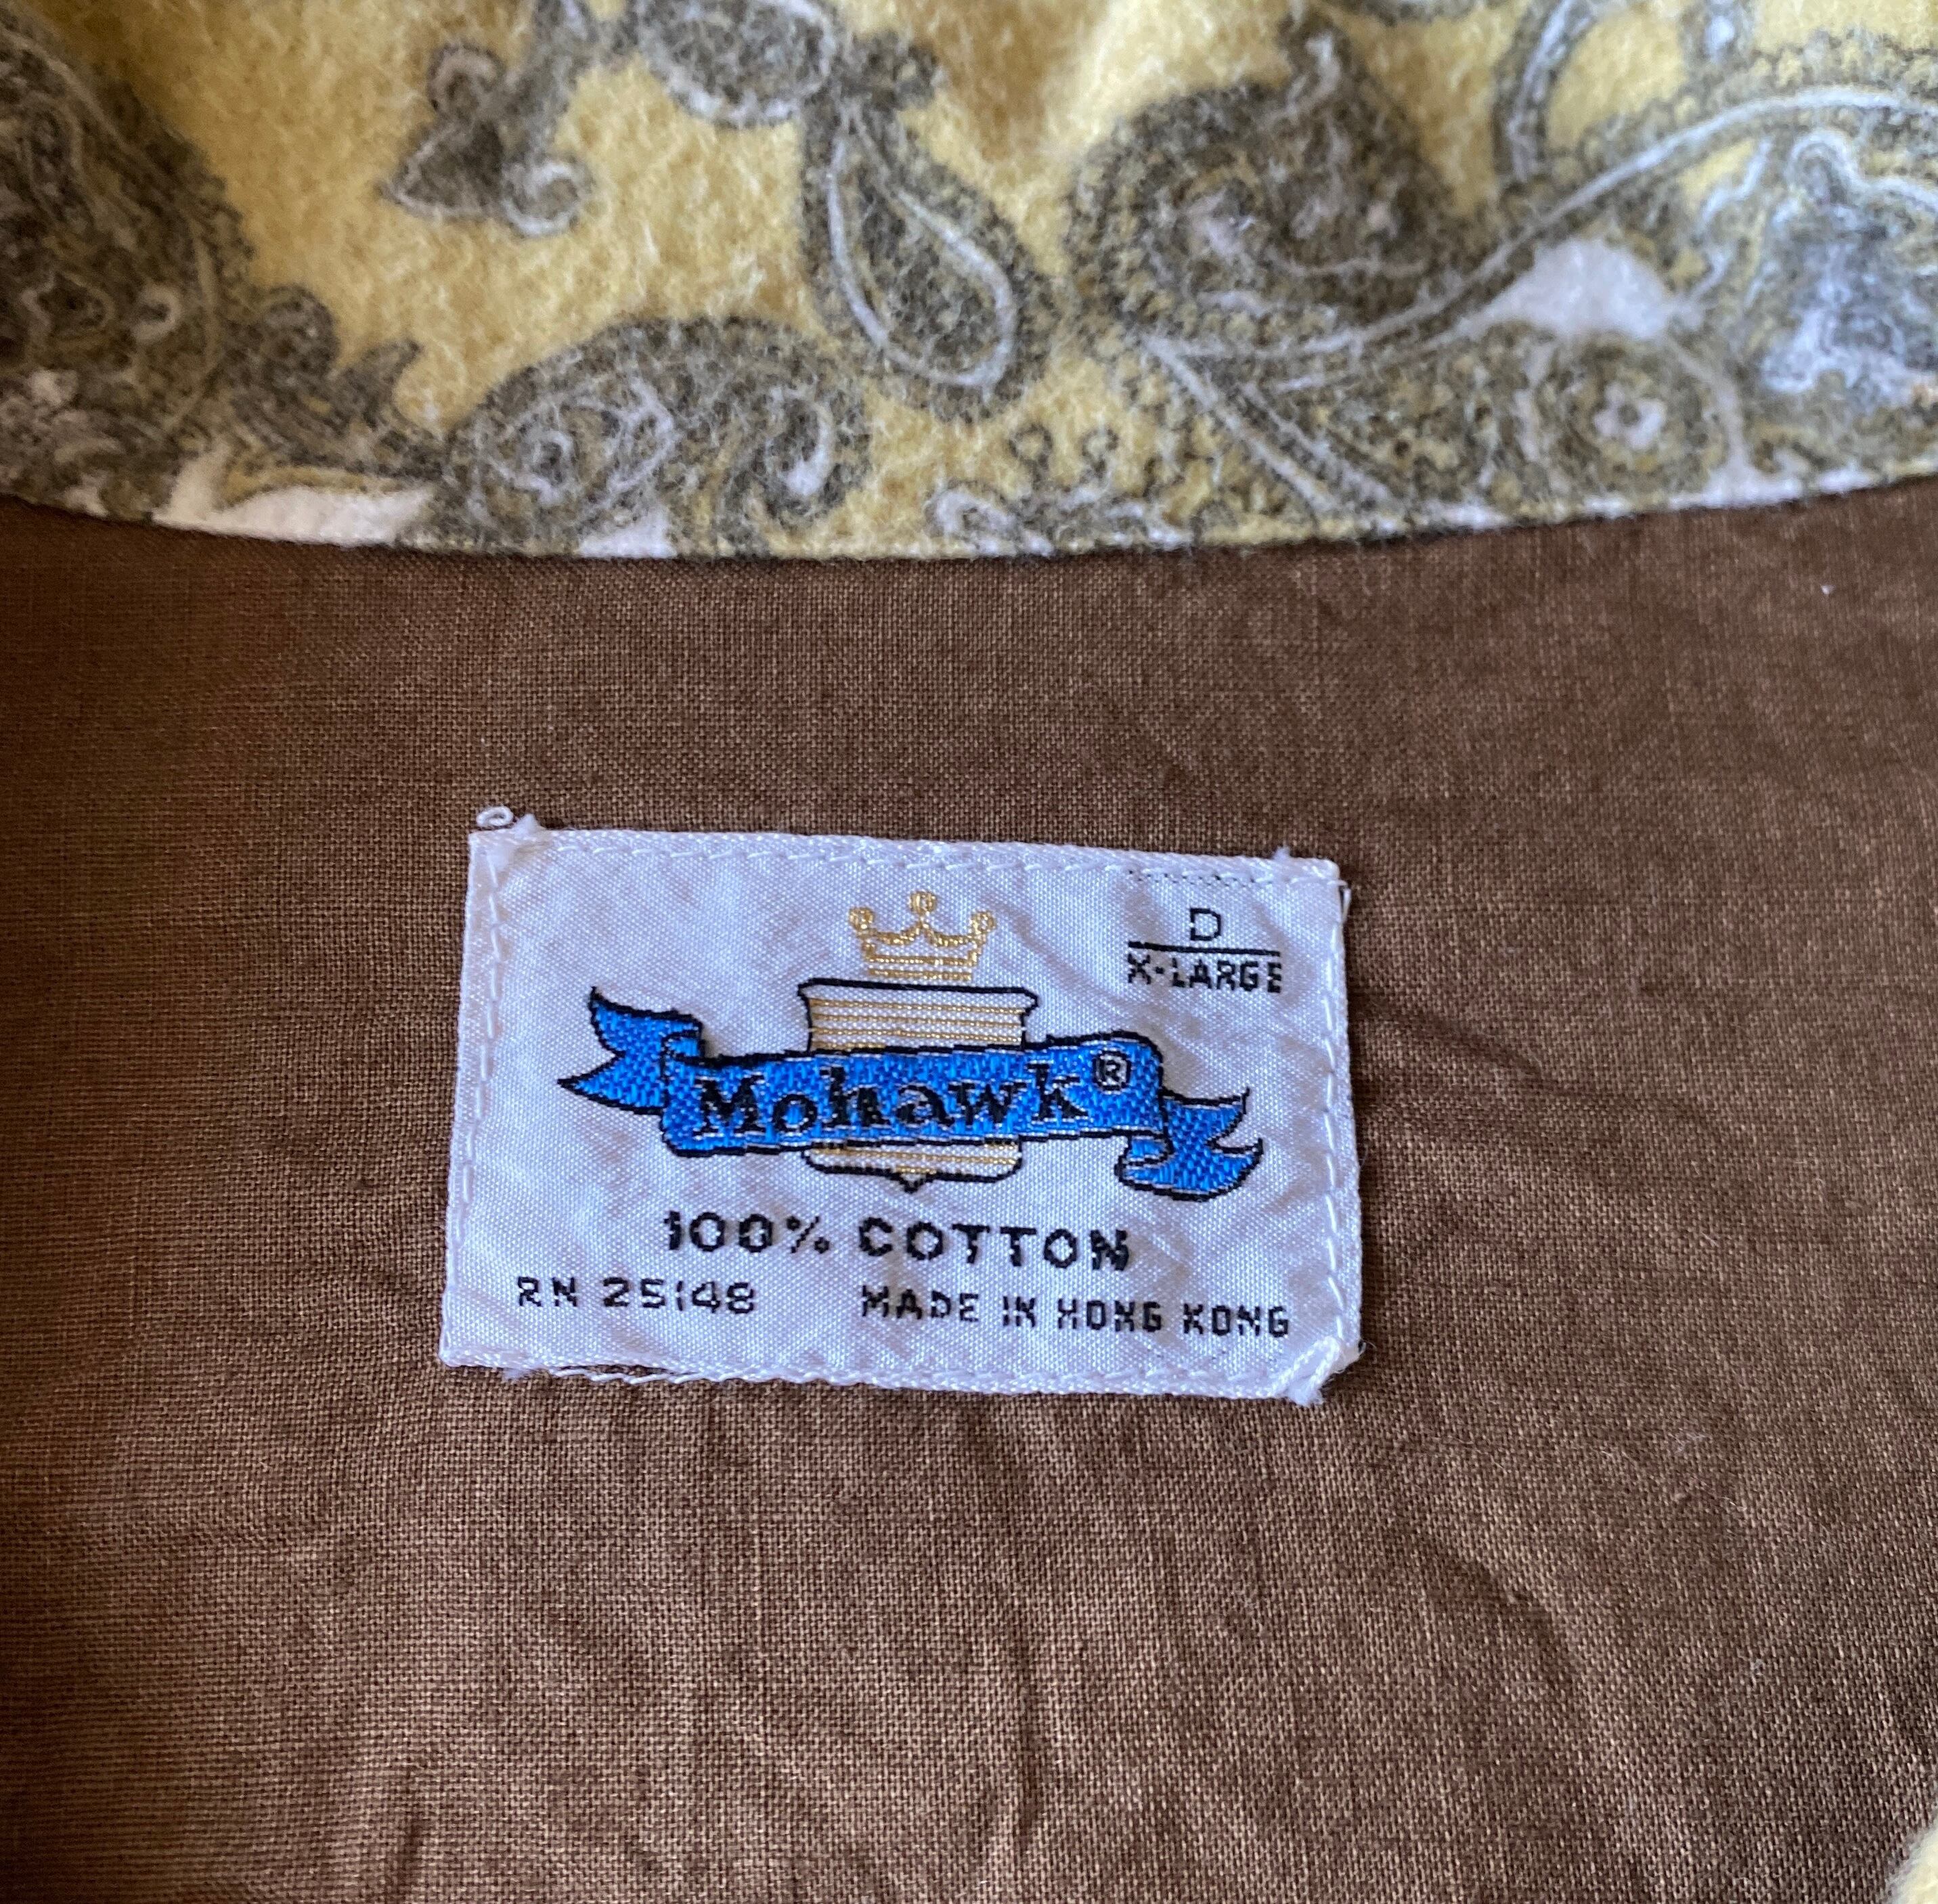 D
X-LARGE
Mohawk®
100% COTTON
RN 25148 MADE IN HONG KONG